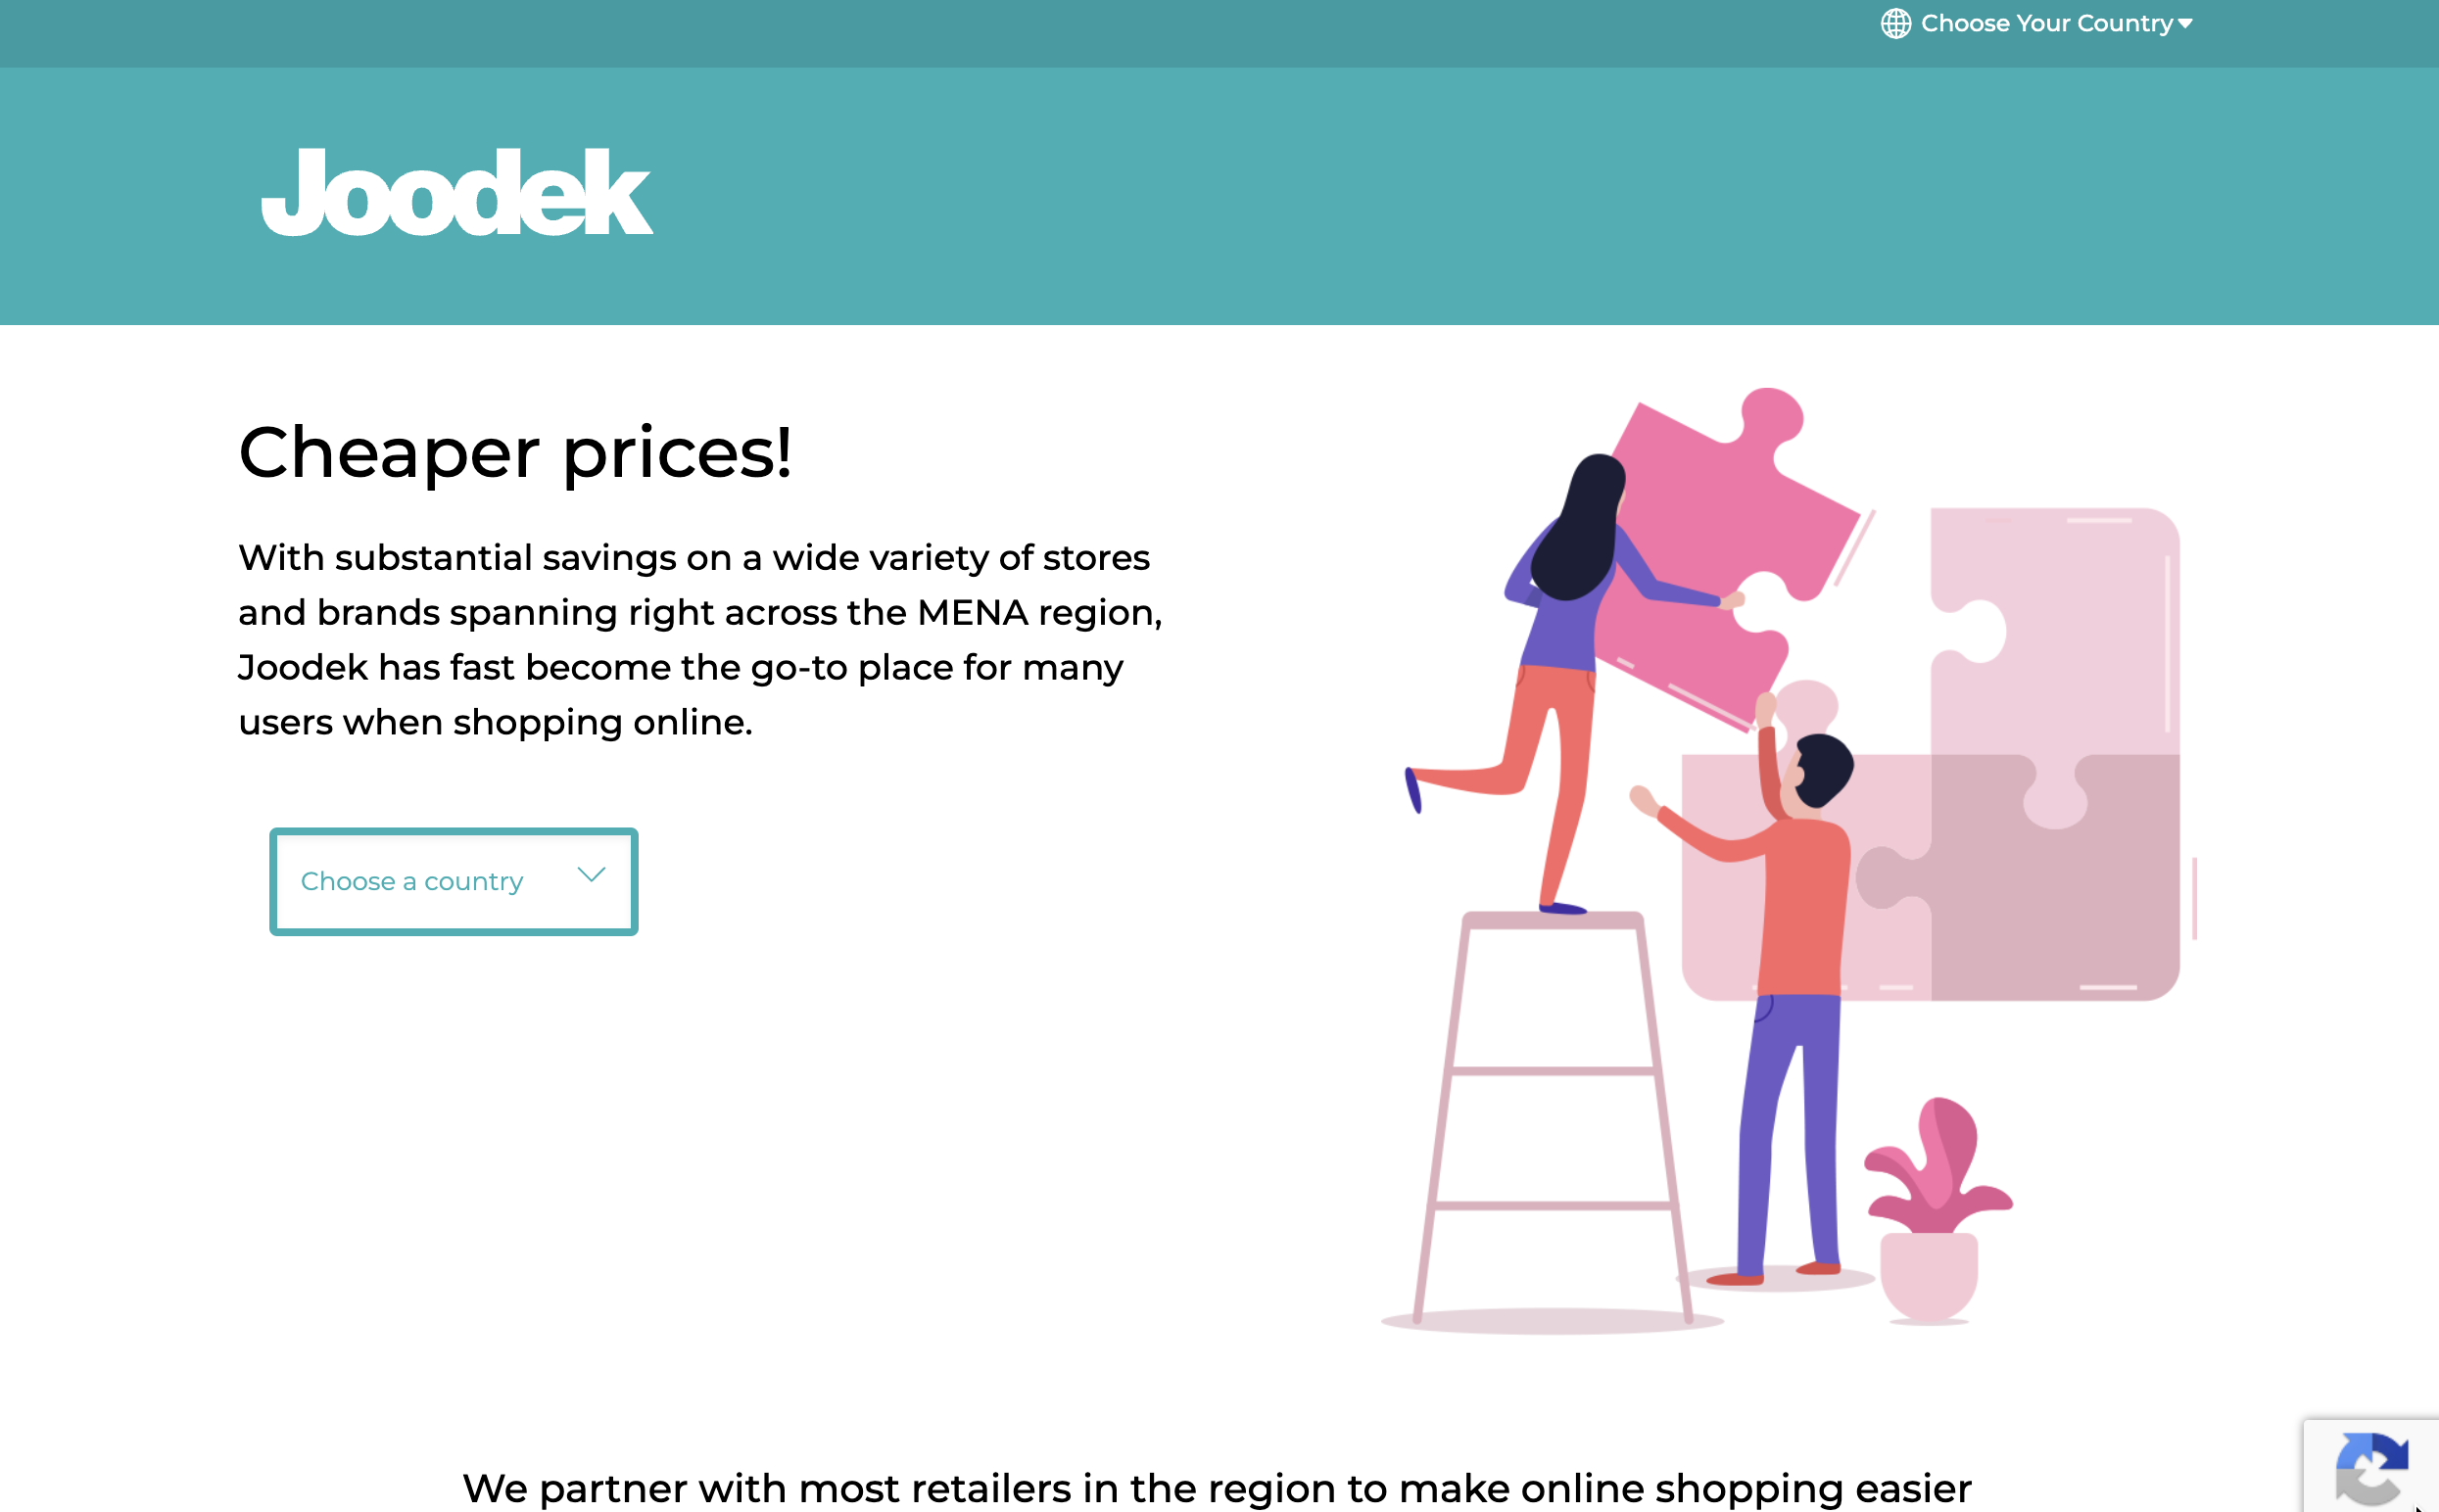 Choose Your Country
Joodek
Cheaper prices!
With substantial savings on a wide variety of stores
and brands spanning right across the MENA region,
Joodek has fast become the go-to place for many
users when shopping online.
Choose a country
We partner with most retailers in the region to make online shopping easier